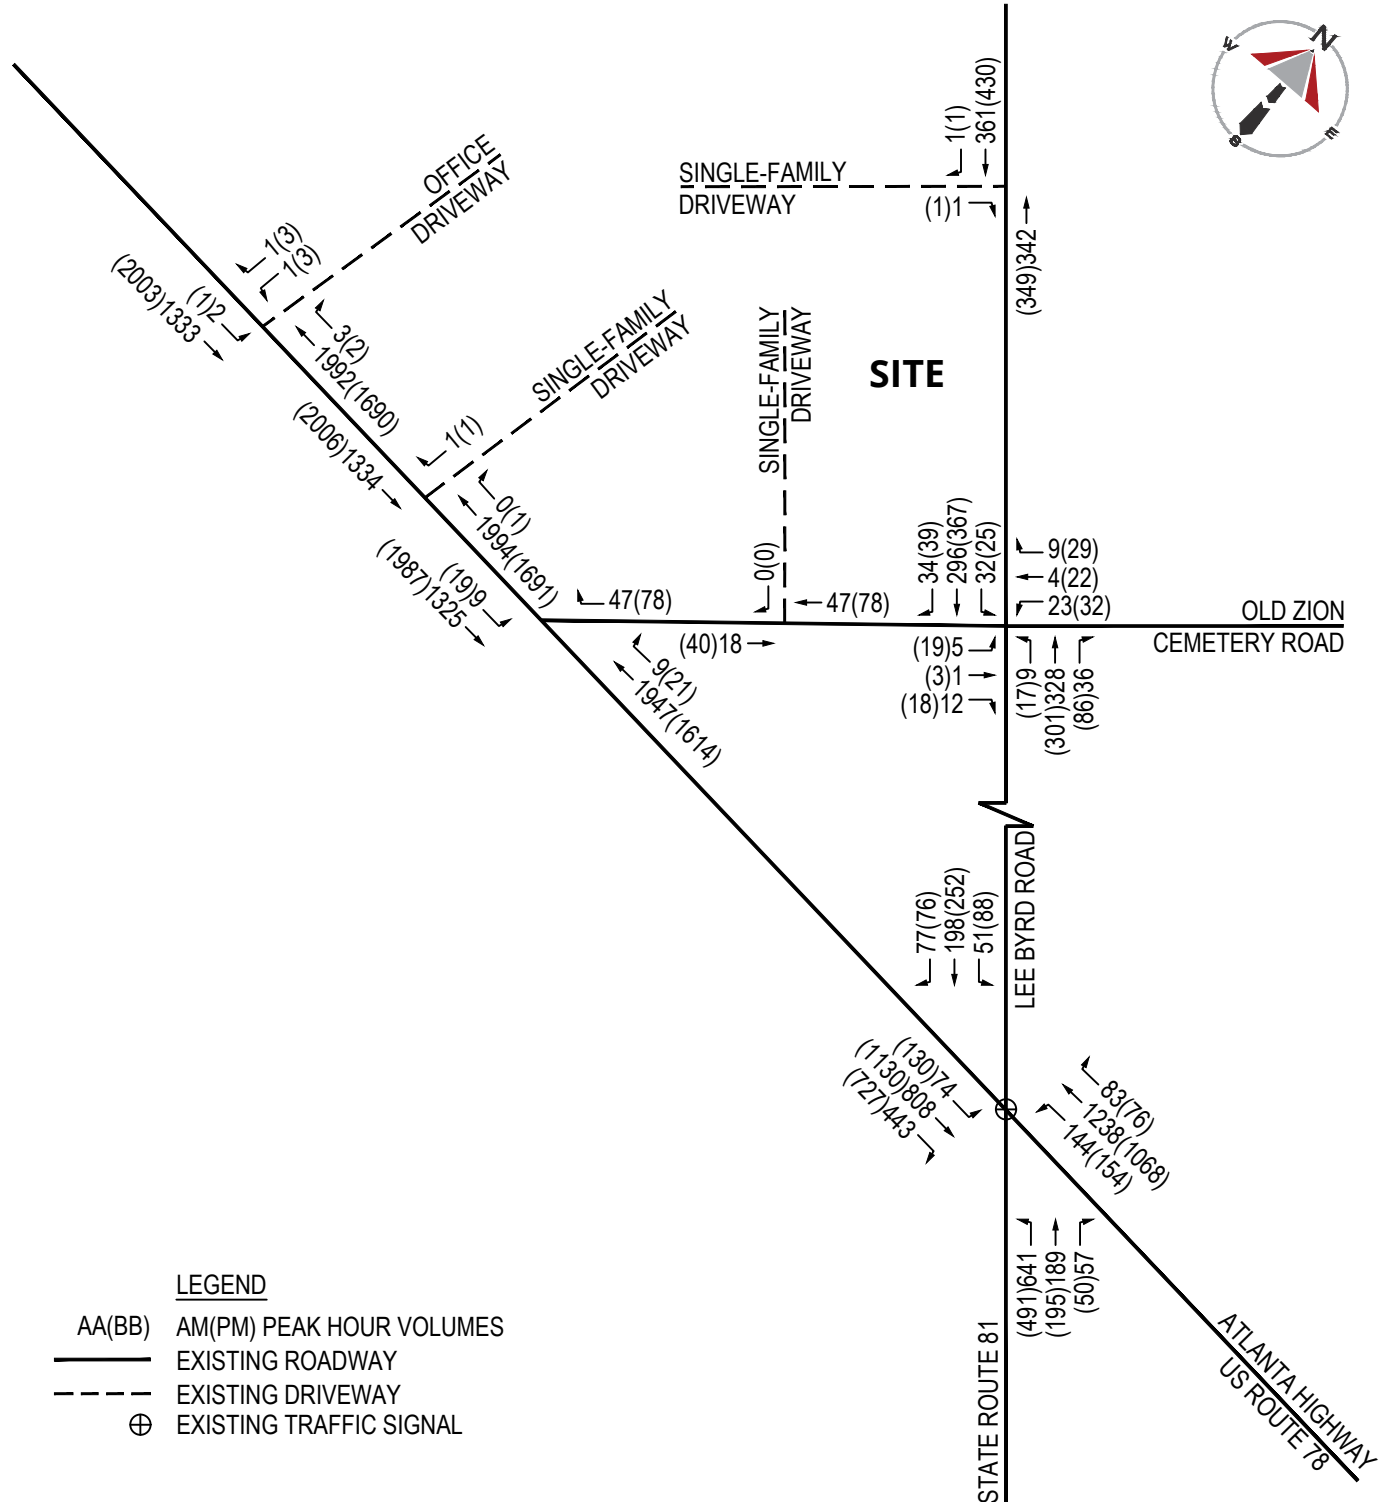 N
W
E
S
1(1)
361(430)
SINGLE-FAMILY
DRIVEWAY
(1)1
(349)342
OFFICE
DRIVEWAY
1(3)
1(3)
(1)2
(2003)1333
3(2)
1992(1690)
SINGLE-FAMILY
DRIVEWAY
1(1)
(2006)1334
0(1)
1994(1691)
SINGLE-FAMILY
DRIVEWAY
SITE
0(0)
47(78)
47(78)
(40)18
(19)9
(1987)1325
9(21)
1947(1614)
34(39)
296(367)
32(25)
9(29)
4(22)
23(32)
OLD ZION
CEMETERY ROAD
(19)5
(3)1
(18)12
(17)9
(301)328
(86)36
LEE BYRD ROAD
77(76)
198(252)
51(88)
(130)74
(1130)808
(727)443
83(76)
1238(1068)
144(154)
(491)641
(195)189
(50)57
STATE ROUTE 81
ATLANTA HIGHWAY
US ROUTE 78
LEGEND
AA(BB) AM(PM) PEAK HOUR VOLUMES
EXISTING ROADWAY
EXISTING DRIVEWAY
EXISTING TRAFFIC SIGNAL